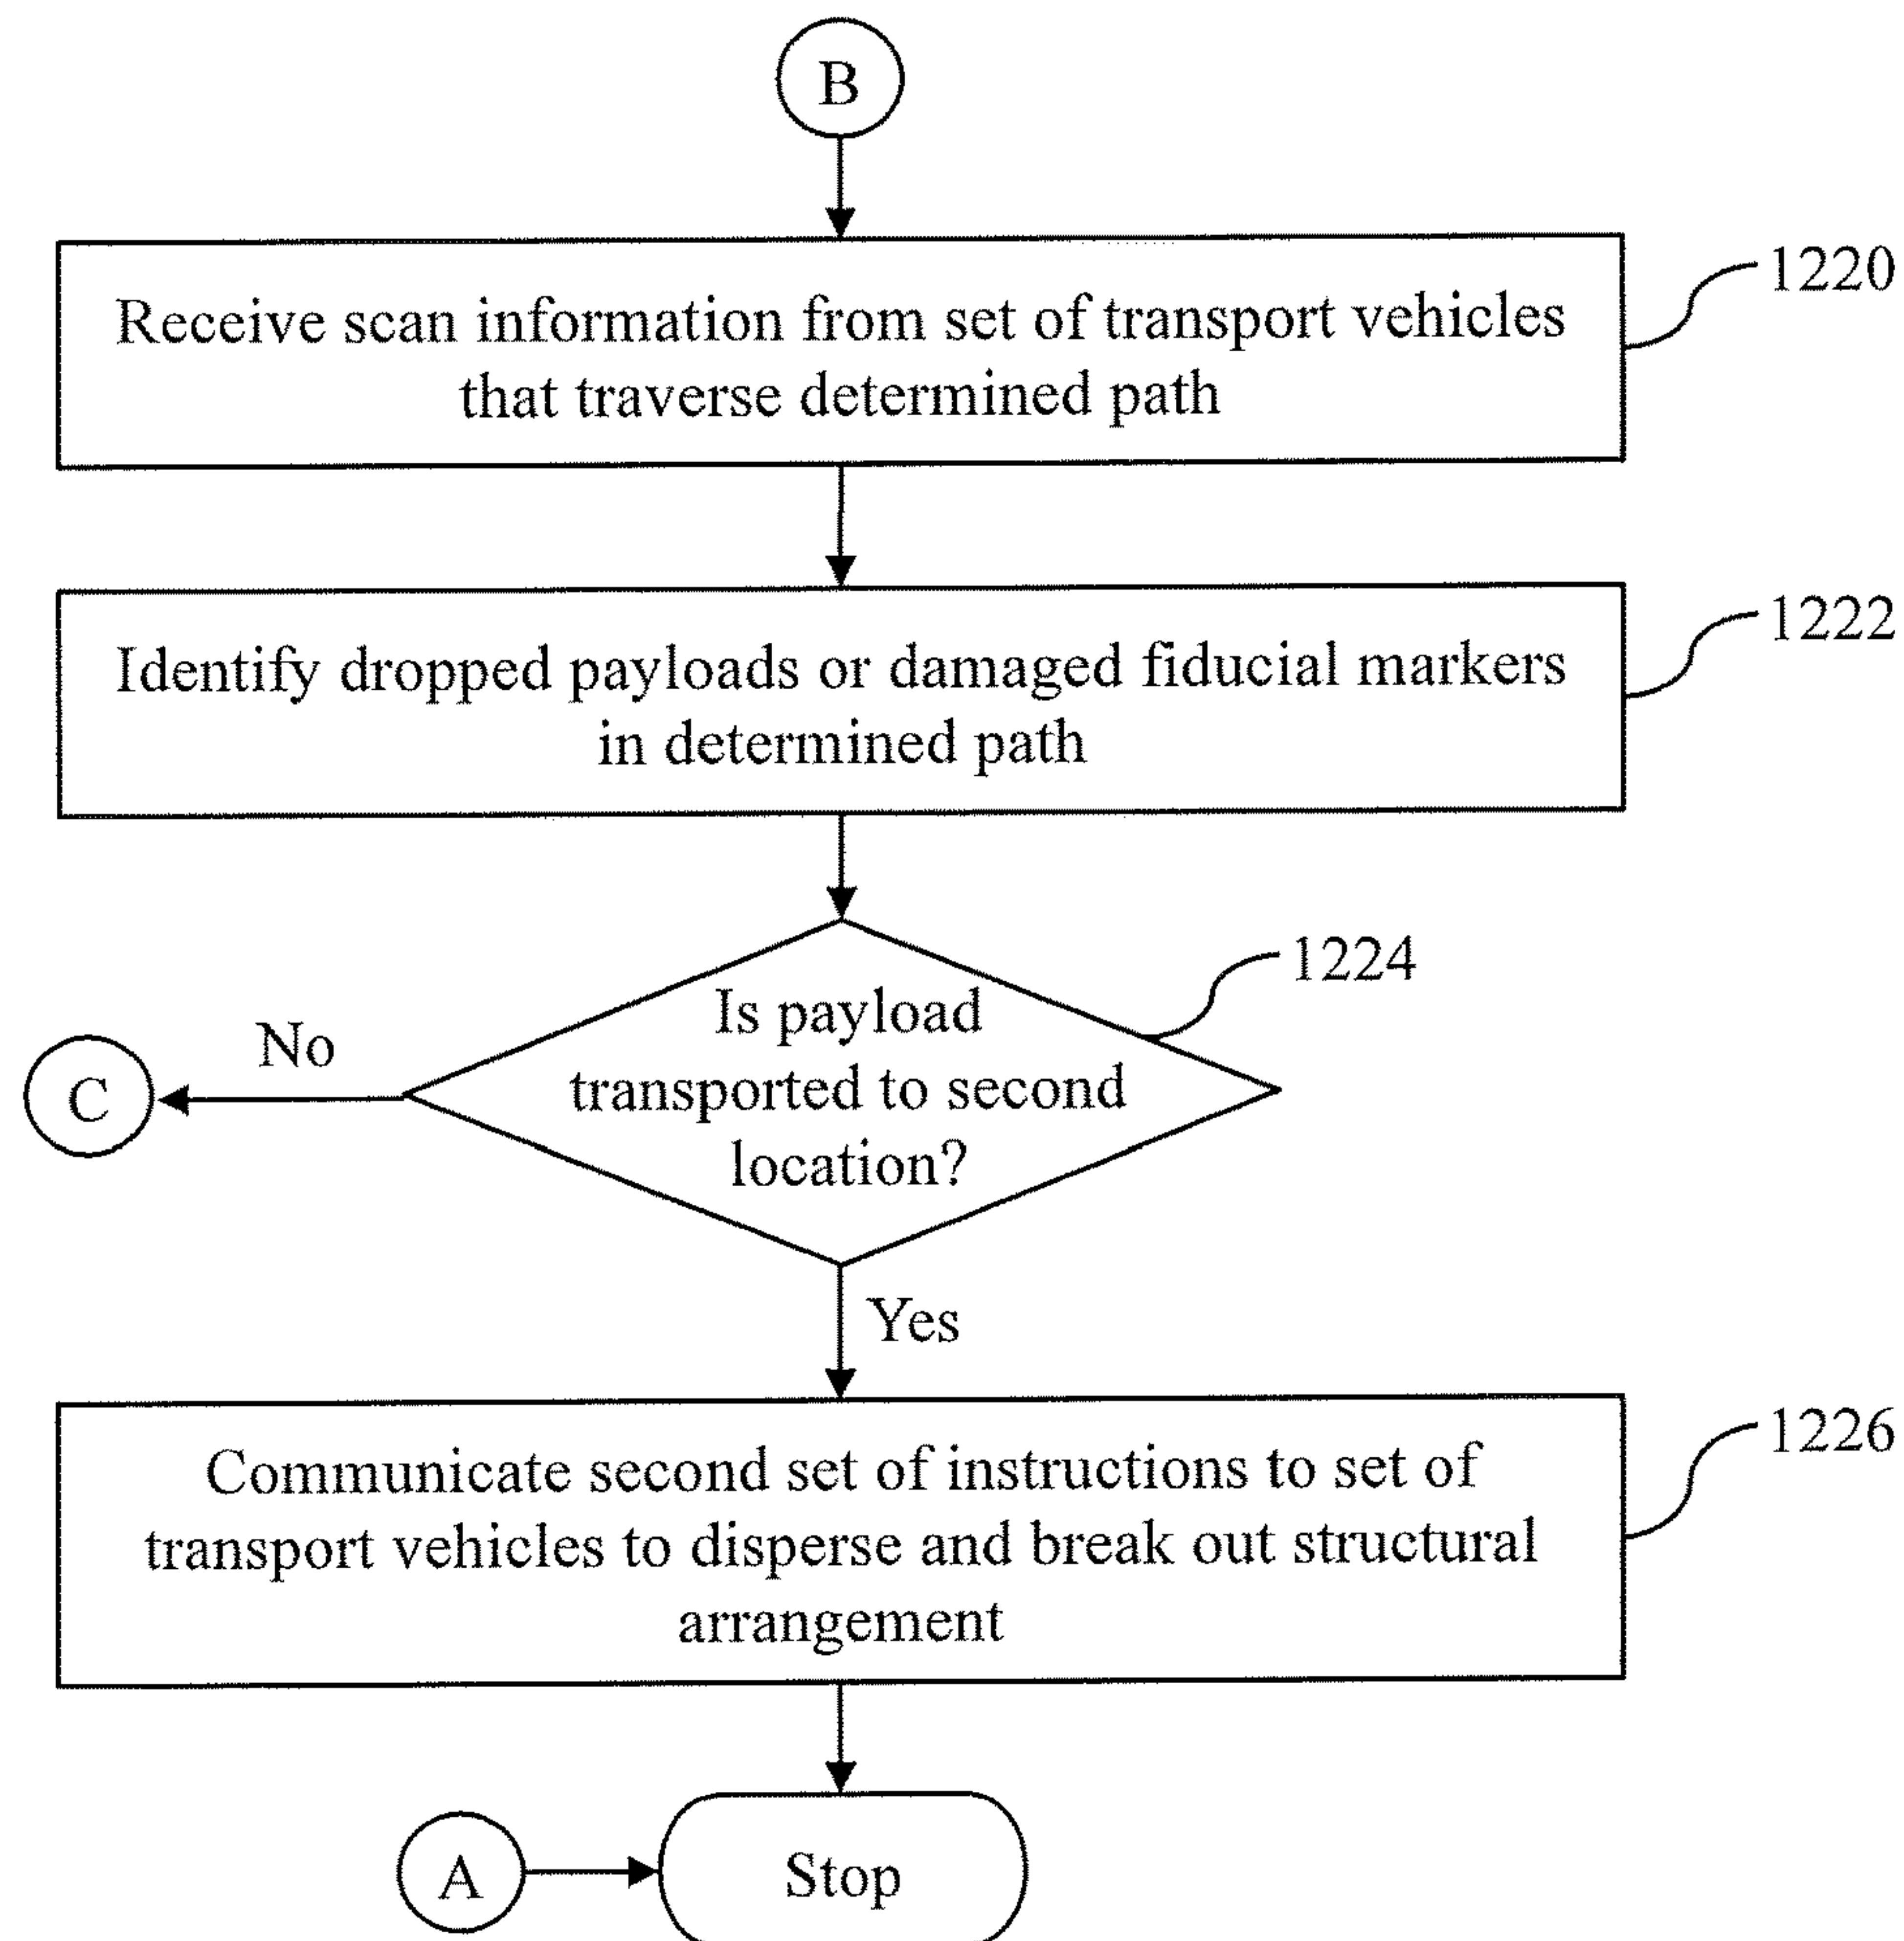 B
1220
Receive scan information from set of transport vehicles
that traverse determined path
1222
Identify dropped payloads or damaged fiducial markers
in determined path
1224
Is payload
transported to second
location?
No
C
Yes
1226
Communicate second set of instructions to set of
transport vehicles to disperse and break out structural
arrangement
A
Stop